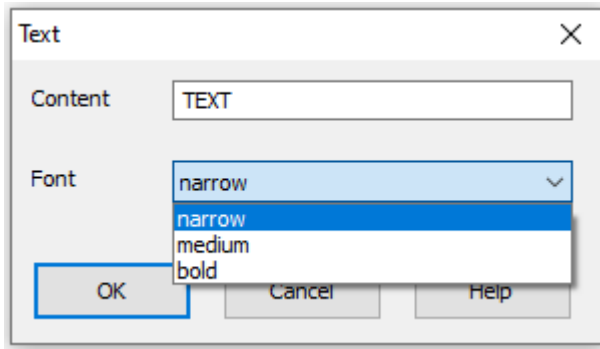 Text
Content
TEXT
Font
narrow
narrow
medium
bold
OK
Cancel
Help